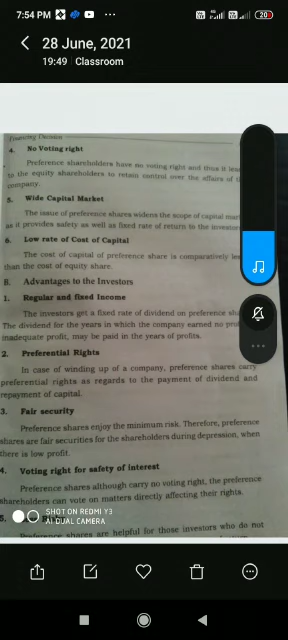 7:54 PM
20
28 June, 2021
19:49 Classroom
Financing Decision
4. No Voting right
Preference shareholders have no voting right and thus it
to the equity shareholders to retain control over the affairs of
company.
5. Wide Capital Market
The issue of preference shares widens the scope of capital
as it provides safety as well as fixed rate of return to the
6. Low rate of Cost of Capital
The cost of capital of preference share is comparatively
than the cost of equity share.
B. Advantages to the Investors
1. Regular and fixed Income
The investors get a fixed rate of dividend on preference
The dividend for the years in which the company earned no
inadequate profit, may be paid in the years of profits.
2. Preferential Rights
In case of winding up of a company, preference shares carry
preferential rights as regards to the payment of dividend and
repayment of capital.
3. Fair security
Preference shares enjoy the minimum risk. Therefore, preference
shares are fair securities for the shareholders during depression, when
there is low profit.
4. Voting right for safety of interest
Preference shares although carry no voting right, the preference
shareholders can vote on matters directly affecting their rights.
5.
SHOT ON REDMI Y3
AI DUAL CAMERA
Preference shares are helpful for those investors who do not